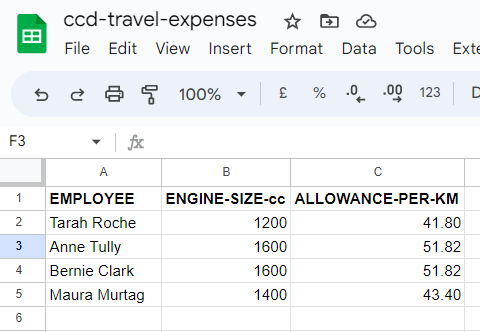 ccd-travel-expenses
File Edit View Insert Format Data Tools Exte
100% £ % .0 .00 123 D
F3 fx
A B C
1 EMPLOYEE ENGINE-SIZE-cc ALLOWANCE-PER-KM
2 Tarah Roche 1200 41.80
3 Anne Tully 1600 51.82
4 Bernie Clark 1600 51.82
5 Maura Murtag 1400 43.40
6